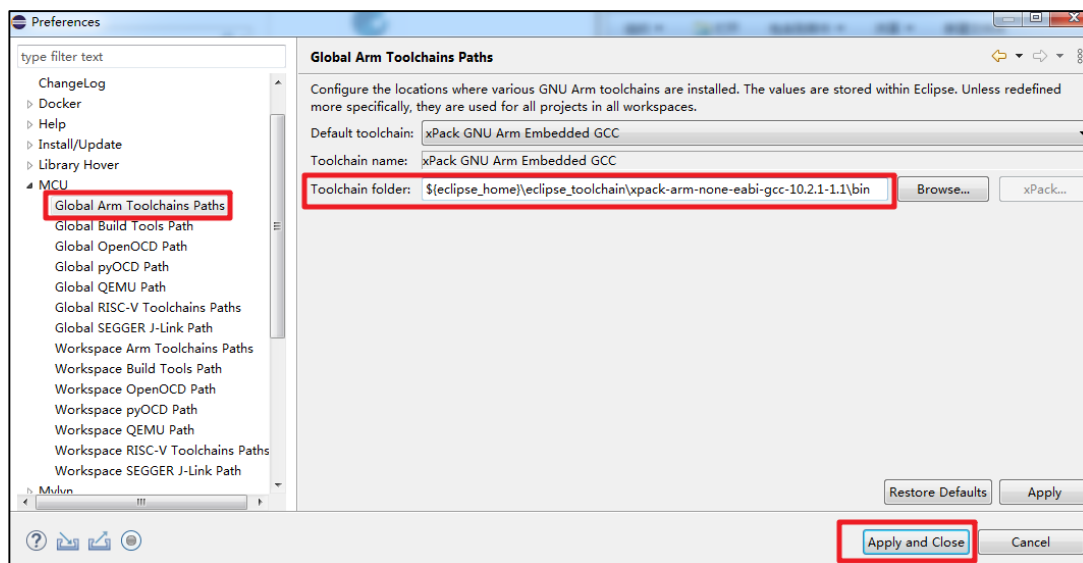 Preferences
type filter text
ChangeLog
Docker
Help
Install/Update
Library Hover
MCU
Global Arm Toolchains Paths
Global Build Tools Path
Global OpenOCD Path
Global pyOCD Path
Global QEMU Path
Global RISC-V Toolchains Paths
Global SEGGER J-Link Path
Workspace Arm Toolchains Paths
Workspace Build Tools Path
Workspace OpenOCD Path
Workspace pyOCD Path
Workspace QEMU Path
Workspace RISC-V Toolchains Paths
Workspace SEGGER J-Link Path
Mylyn
Global Arm Toolchains Paths
Configure the locations where various GNU Arm toolchains are installed. The values are stored within Eclipse. Unless redefined
more specifically, they are used for all projects in all workspaces.
Default toolchain: xPack GNU Arm Embedded GCC
Toolchain name: xPack GNU Arm Embedded GCC
Toolchain folder: ${eclipse_home}\eclipse_toolchain\xpack-arm-none-eabi-gcc-10.2.1-1.1\bin Browse... xPack...
Restore Defaults Apply
Apply and Close Cancel